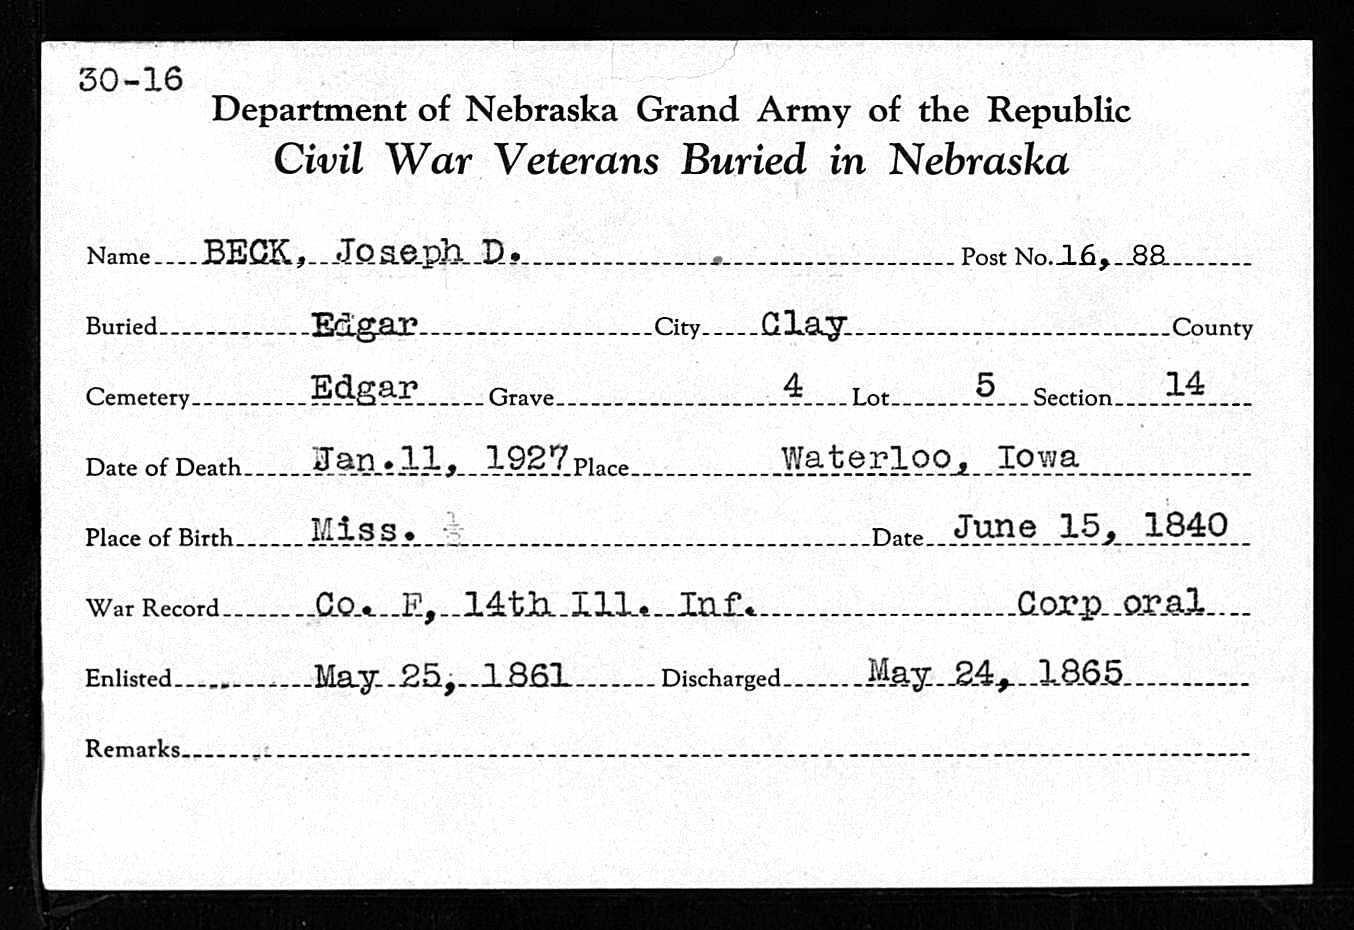 30-16
Department of Nebraska Grand Army of the Republic
Civil War Veterans Buried in Nebraska
Name BECK, Joseph D. Post No. 16, 88
Buried Edgar City Clay County
Cemetery Edgar Grave 4 Lot 5 Section 14
Date of Death Jan.11, 1927 Place Waterloo, Iowa
Place of Birth Miss. Date June 15, 1840
War Record Co. F, 14th Ill. Inf. Corp oral
Enlisted May 25, 1861 Discharged May 24, 1865
Remarks